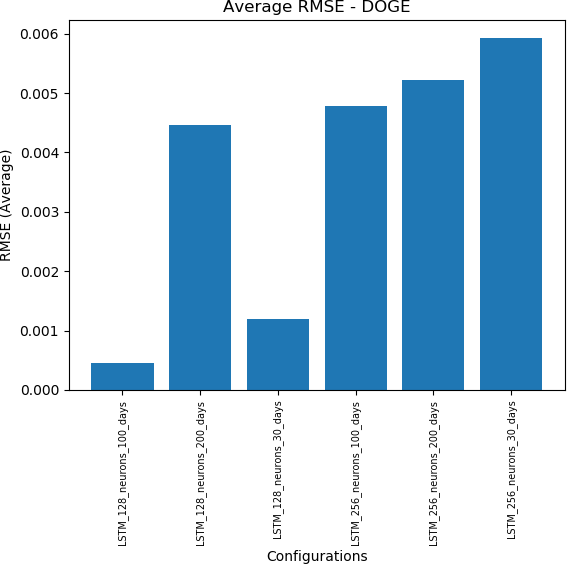 Average RMSE - DOGE
RMSE (Average)
0.006
0.005
0.004
0.003
0.002
0.001
0.000
LSTM_128_neurons_100_days
LSTM_128_neurons_200_days
LSTM_128_neurons_30_days
LSTM_256_neurons_100_days
LSTM_256_neurons_200_days
LSTM_256_neurons_30_days
Configurations